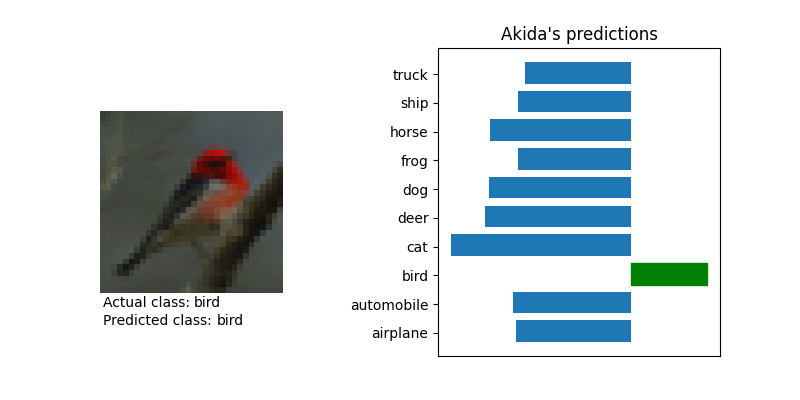 Akida's predictions
truck
ship
horse
frog
dog
deer
cat
bird
automobile
airplane
Actual class: bird
Predicted class: bird